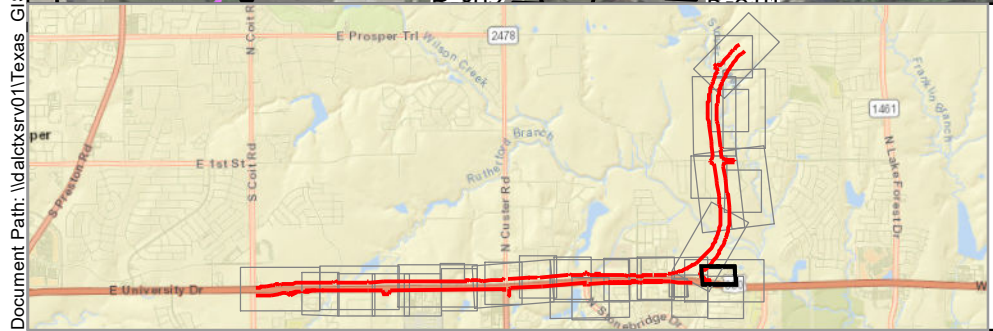 Document Path: \\dalctxsrv01\Texas_GI
N Coit R
E Prosper Trl
Wilson Creek
2478
Franklin Branch
1461
per
S Preston Rd
E 1st St
S Coit Rd
Rutherford Branch
N Custer Rd
N Lake Forest Dr
E University Dr
N Stonebridge Dr
W